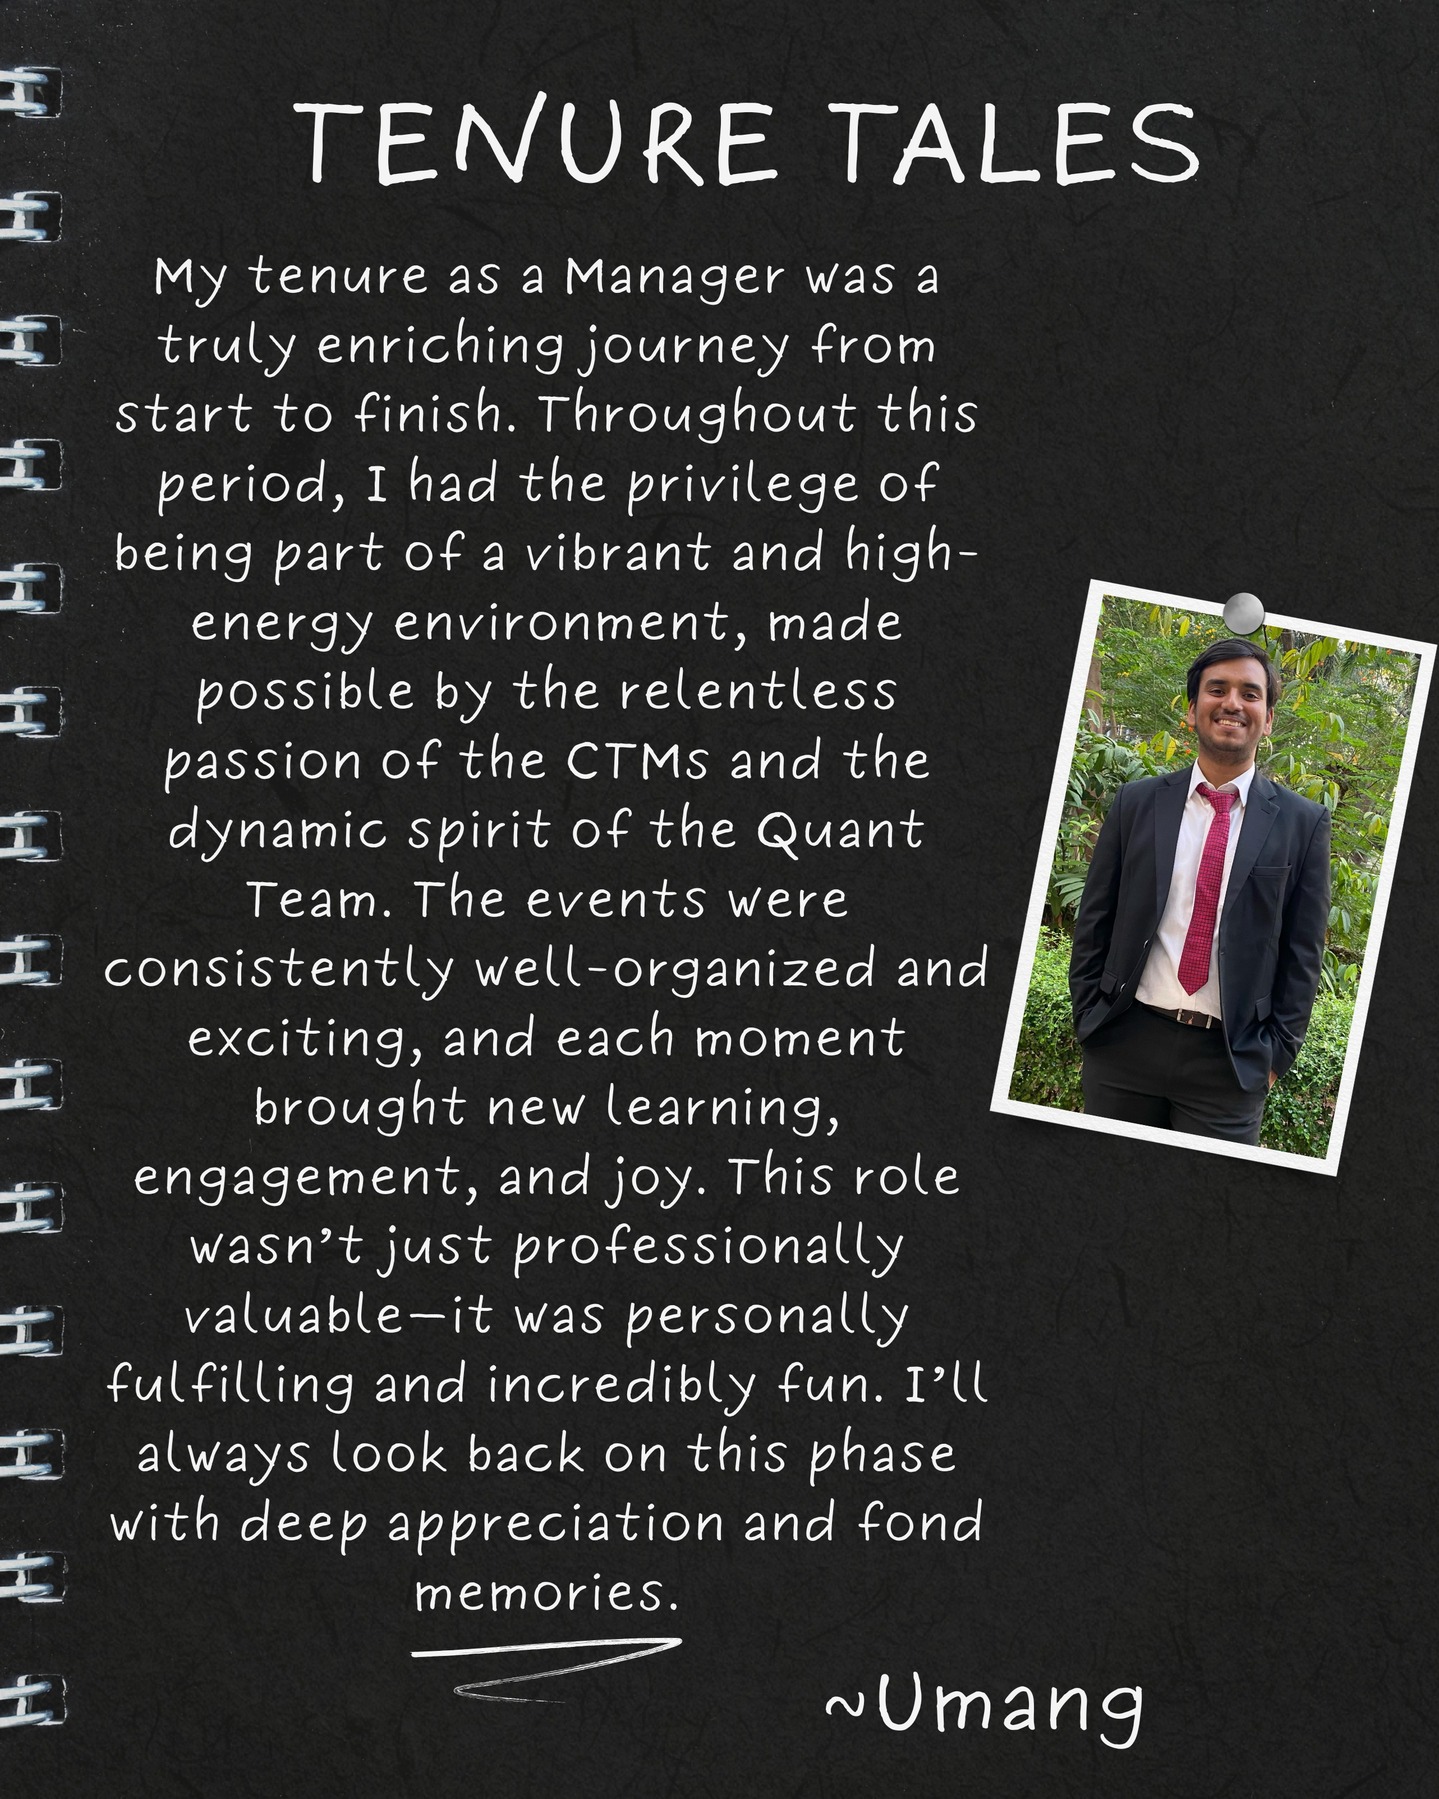 TENURE TALES
My tenure as a Manager was a
truly enriching journey from
start to finish. Throughout this
period, I had the privilege of
being part of a vibrant and high-
energy environment, made
possible by the relentless
passion of the CTMs and the
dynamic spirit of the Quant
Team. The events were
consistently well-organized and
exciting, and each moment
brought new learning,
engagement, and joy. This role
wasn’t just professionally
valuable—it was personally
fulfilling and incredibly fun. I’ll
always look back on this phase
with deep appreciation and fond
memories.
~Umang